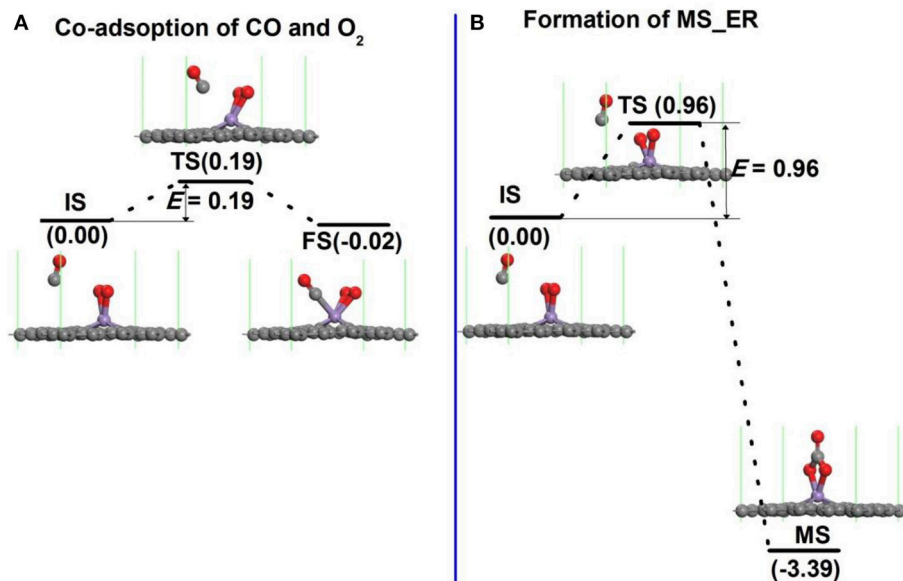 A
Co-adsoption of CO and O2
TS(0.19)
E = 0.19
IS
(0.00)
FS(-0.02)
B
Formation of MS_ER
TS (0.96)
E = 0.96
IS
(0.00)
MS
(-3.39)